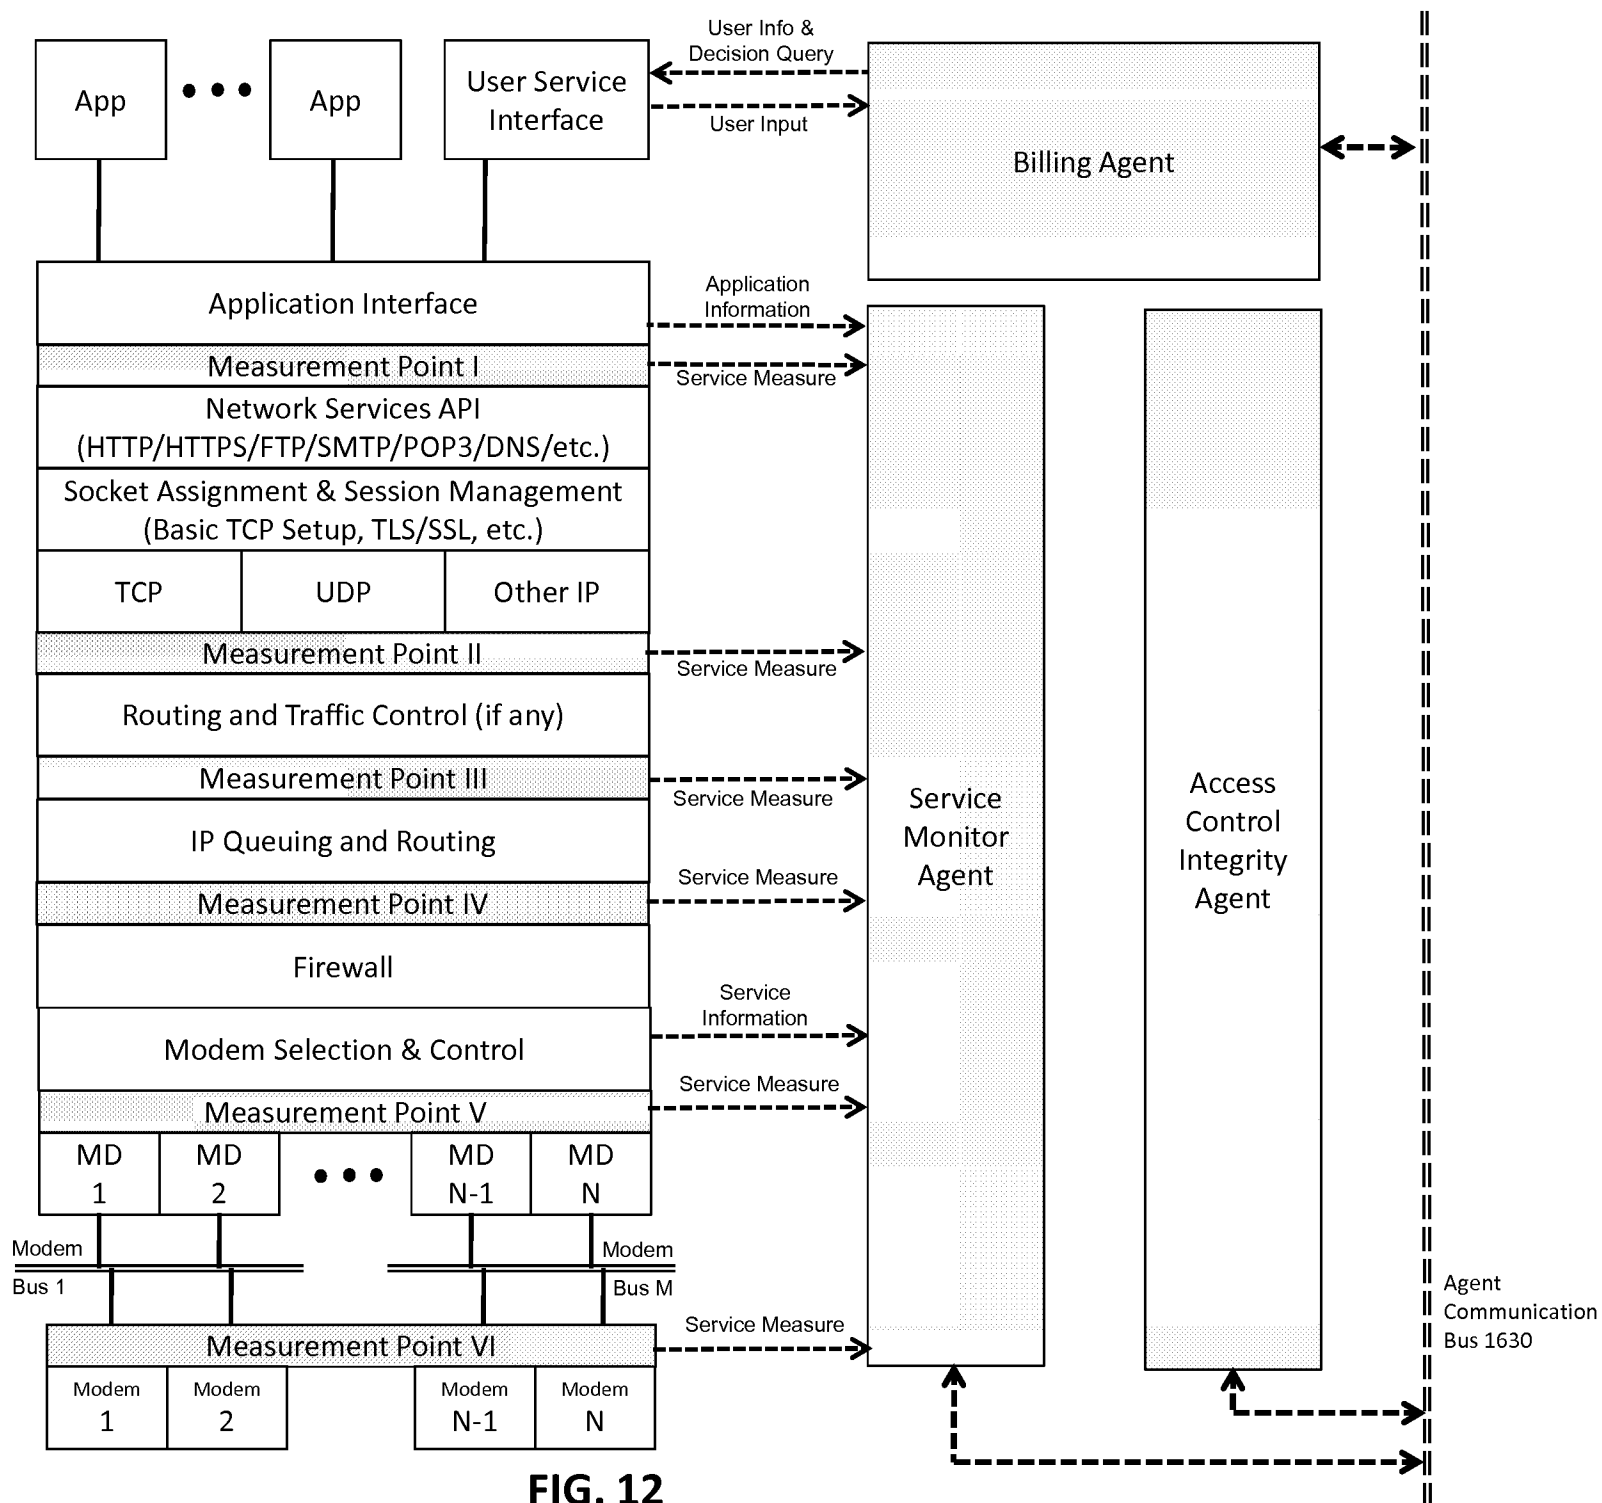 User Info &
Decision Query
App
App
User Service
Interface
User Input
Billing Agent
Application Interface
Application
Information
Measurement Point I
Service Measure
Network Services API
(HTTP/HTTPS/FTP/SMTP/POP3/DNS/etc.)
Socket Assignment & Session Management
(Basic TCP Setup, TLS/SSL, etc.)
TCP
UDP
Other IP
Measurement Point II
Service Measure
Routing and Traffic Control (if any)
Measurement Point III
Service Measure
IP Queuing and Routing
Service Measure
Measurement Point IV
Firewall
Service
Information
Modem Selection & Control
Service Measure
Measurement Point V
MD
1
MD
2
MD
N-1
MD
N
Modem
Bus 1
Modem
Bus M
Service Measure
Measurement Point VI
Modem
1
Modem
2
Modem
N-1
Modem
N
Service
Monitor
Agent
Access
Control
Integrity
Agent
Agent
Communication
Bus 1630
FIG. 12